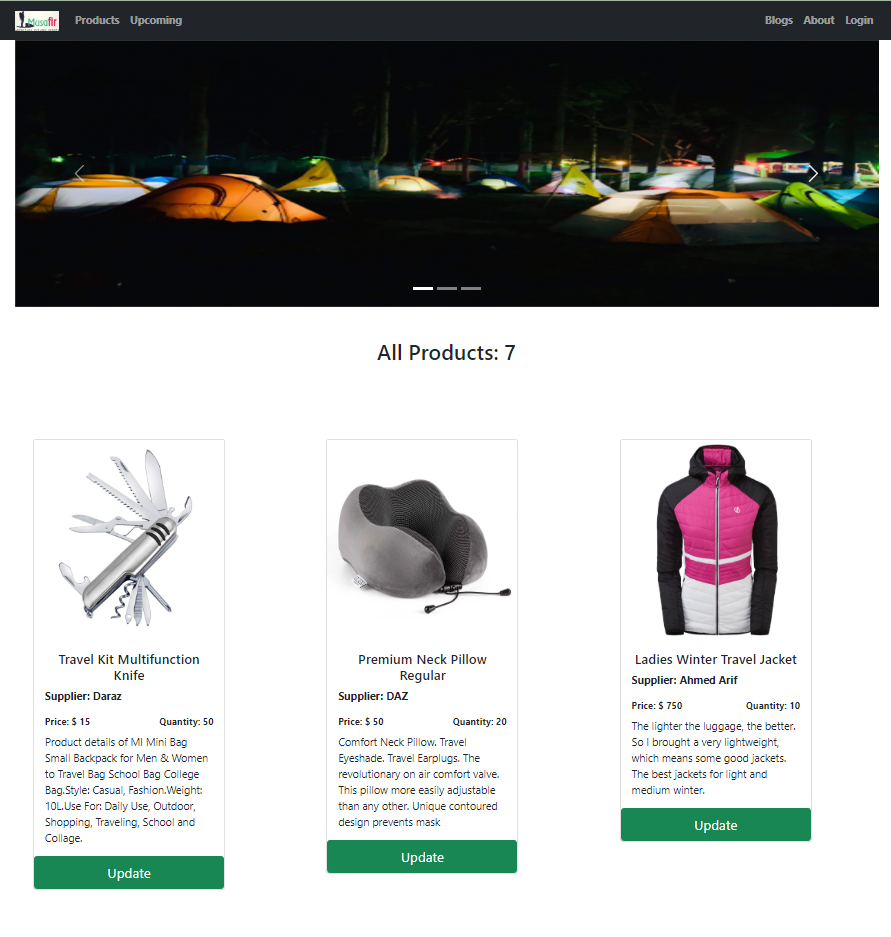 Musafir
Products Upcoming Blogs About Login
All Products: 7
Travel Kit Multifunction
Knife
Supplier: Daraz
Price: $ 15 Quantity: 50
Product details of MI Mini Bag
Small Backpack for Men & Women
to Travel Bag School Bag College
Bag.Style: Casual, Fashion.Weight:
10L.Use For: Daily Use, Outdoor,
Shopping, Traveling, School and
Collage.
Update
Premium Neck Pillow
Regular
Supplier: DAZ
Price: $ 50 Quantity: 20
Comfort Neck Pillow. Travel
Eyeshade. Travel Earplugs. The
revolutionary on air comfort valve.
This pillow more easily adjustable
than any other. Unique contoured
design prevents mask
Update
Ladies Winter Travel Jacket
Supplier: Ahmed Arif
Price: $ 750 Quantity: 10
The lighter the luggage, the better.
So I brought a very lightweight,
which means some good jackets.
The best jackets for light and
medium winter.
Update